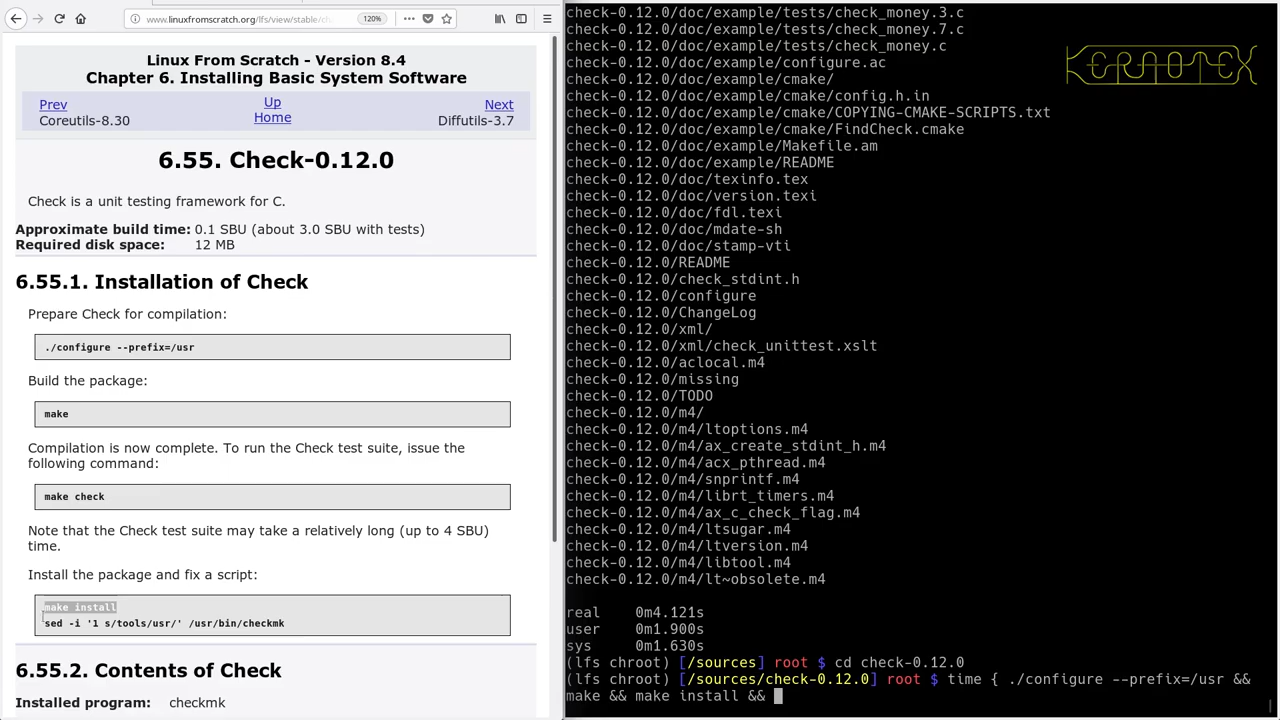 www.linuxfromscratch.org/lfs/view/stable/ch
120%
Linux From Scratch - Version 8.4
Chapter 6. Installing Basic System Software
Prev
Up
Next
Coreutils-8.30
Home
Diffutils-3.7
6.55. Check-0.12.0
Check is a unit testing framework for C.
Approximate build time: 0.1 SBU (about 3.0 SBU with tests)
Required disk space: 12 MB
6.55.1. Installation of Check
Prepare Check for compilation:
./configure --prefix=/usr
Build the package:
make
Compilation is now complete. To run the Check test suite, issue the
following command:
make check
Note that the Check test suite may take a relatively long (up to 4 SBU)
time.
Install the package and fix a script:
make install
sed -i '1 s/tools/usr/' /usr/bin/checkmk
6.55.2. Contents of Check
Installed program: checkmk
check-0.12.0/doc/example/tests/check_money.3.c
check-0.12.0/doc/example/tests/check_money.7.c
check-0.12.0/doc/example/tests/check_money.c
check-0.12.0/doc/example/configure.ac
check-0.12.0/doc/example/cmake/
check-0.12.0/doc/example/cmake/config.h.in
check-0.12.0/doc/example/cmake/COPYING-CMAKE-SCRIPTS.txt
check-0.12.0/doc/example/cmake/FindCheck.cmake
check-0.12.0/doc/example/Makefile.am
check-0.12.0/doc/example/README
check-0.12.0/doc/texinfo.tex
check-0.12.0/doc/version.texi
check-0.12.0/doc/fdl.texi
check-0.12.0/doc/mdate-sh
check-0.12.0/doc/stamp-vti
check-0.12.0/README
check-0.12.0/check_stdint.h
check-0.12.0/configure
check-0.12.0/ChangeLog
check-0.12.0/xml/
check-0.12.0/xml/check_unittest.xslt
check-0.12.0/aclocal.m4
check-0.12.0/missing
check-0.12.0/TODO
check-0.12.0/m4/
check-0.12.0/m4/ltoptions.m4
check-0.12.0/m4/ax_create_stdint_h.m4
check-0.12.0/m4/acx_pthread.m4
check-0.12.0/m4/snprintf.m4
check-0.12.0/m4/librt_timers.m4
check-0.12.0/m4/ax_c_check_flag.m4
check-0.12.0/m4/ltsugar.m4
check-0.12.0/m4/ltversion.m4
check-0.12.0/m4/libtool.m4
check-0.12.0/m4/lt~obsolete.m4
real 0m4.121s
user 0m1.900s
sys 0m1.630s
(lfs chroot) [/sources] root $ cd check-0.12.0
(lfs chroot) [/sources/check-0.12.0] root $ time { ./configure --prefix=/usr &&
make && make install &&